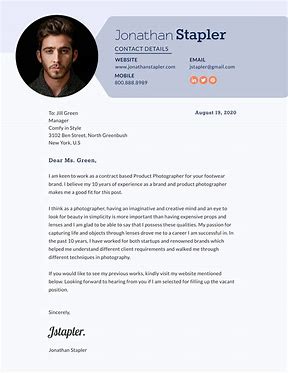 Jonathan Stapler
CONTACT DETAILS
WEBSITE EMAIL
www.jonathanstapler.com jstapler@gmail.com
MOBILE
800.888.8989
To: Jill Green August 19, 2020
Manager
Comfy in Style
3102 Ben Street, North Greenbush
New York, U.S
Dear Ms. Green,
I am keen to work as a contract based Product Photographer for your footwear
brand. I believe my 10 years of experience as a brand and product photographer
makes me a good fit for this post.
I think as a photographer, having an imaginative and creative mind and an eye to
look for beauty in simplicity is more important than having expensive props and
lenses and I am glad to be able to say that I possess these qualities. My passion for
capturing life and objects through lenses drove me to a career I am successful in. In
the past 10 years, I have worked for both startups and renowned brands which
helped me to understand different client requirements and walked me through
different techniques in photography.
If you would like to see my previous works, kindly visit my website mentioned
below. Looking forward to hearing from you if I am selected for filling up the vacant
position.
Sincerely,
Jstapler.
Jonathan Stapler